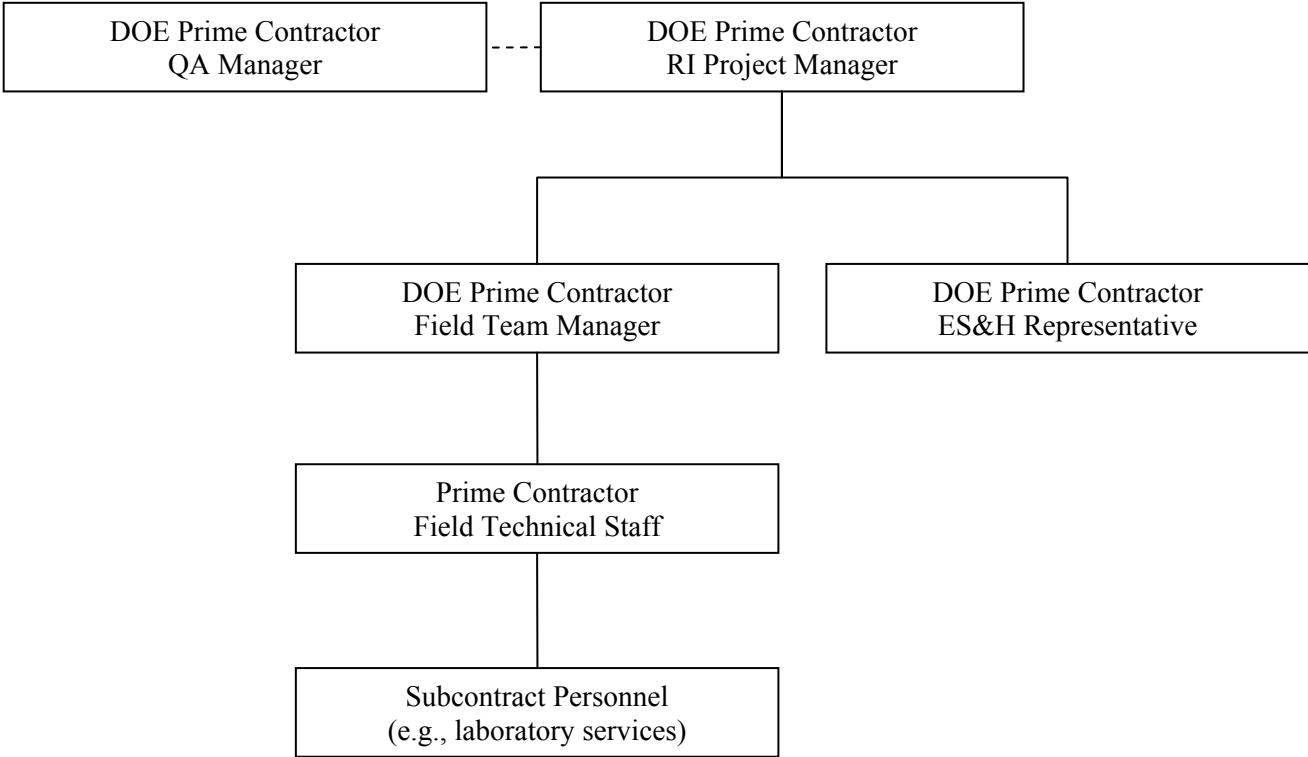 DOE Prime Contractor
QA Manager
DOE Prime Contractor
RI Project Manager
DOE Prime Contractor
Field Team Manager
DOE Prime Contractor
ES&H Representative
Prime Contractor
Field Technical Staff
Subcontract Personnel
(e.g., laboratory services)